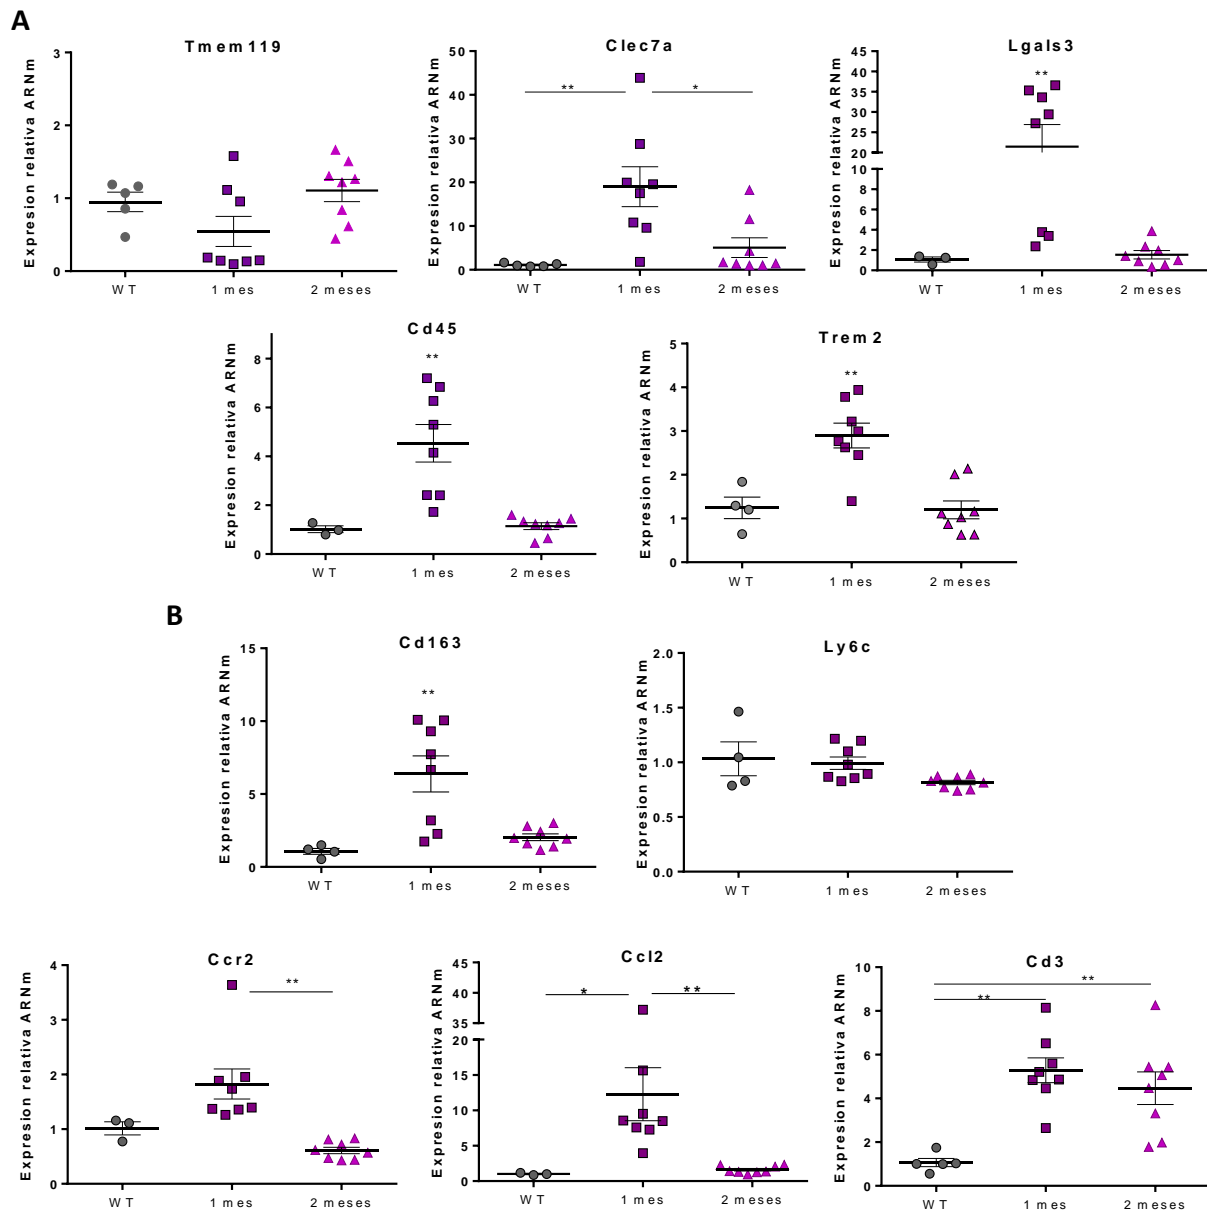 A
Tmem119
Expresion relativa ARNm
3
2
1
0
WT
1 mes
2 meses
Clec7a
Expresion relativa ARNm
50
40
30
20
10
0
**
*
WT
1 mes
2 meses
Lgals3
Expresion relativa ARNm
45
40
35
30
25
20
10
8
6
4
2
0
**
WT
1 mes
2 meses
Cd45
Expresion relativa ARNm
8
6
4
2
0
**
WT
1 mes
2 meses
Trem2
Expresion relativa ARNm
5
4
3
2
1
0
**
WT
1 mes
2 meses
B
Cd163
Expresion relativa ARNm
15
10
5
0
**
WT
1 mes
2 meses
Ly6c
Expresion relativa ARNm
2.0
1.5
1.0
0.5
0.0
WT
1 mes
2 meses
Ccr2
Expresion relativa ARNm
4
3
2
1
0
**
WT
1 mes
2 meses
Ccl2
Expresion relativa ARNm
45
40
35
20
15
10
5
0
*
**
WT
1 mes
2 meses
Cd3
Expresion relativa ARNm
10
8
6
4
2
0
**
**
WT
1 mes
2 meses